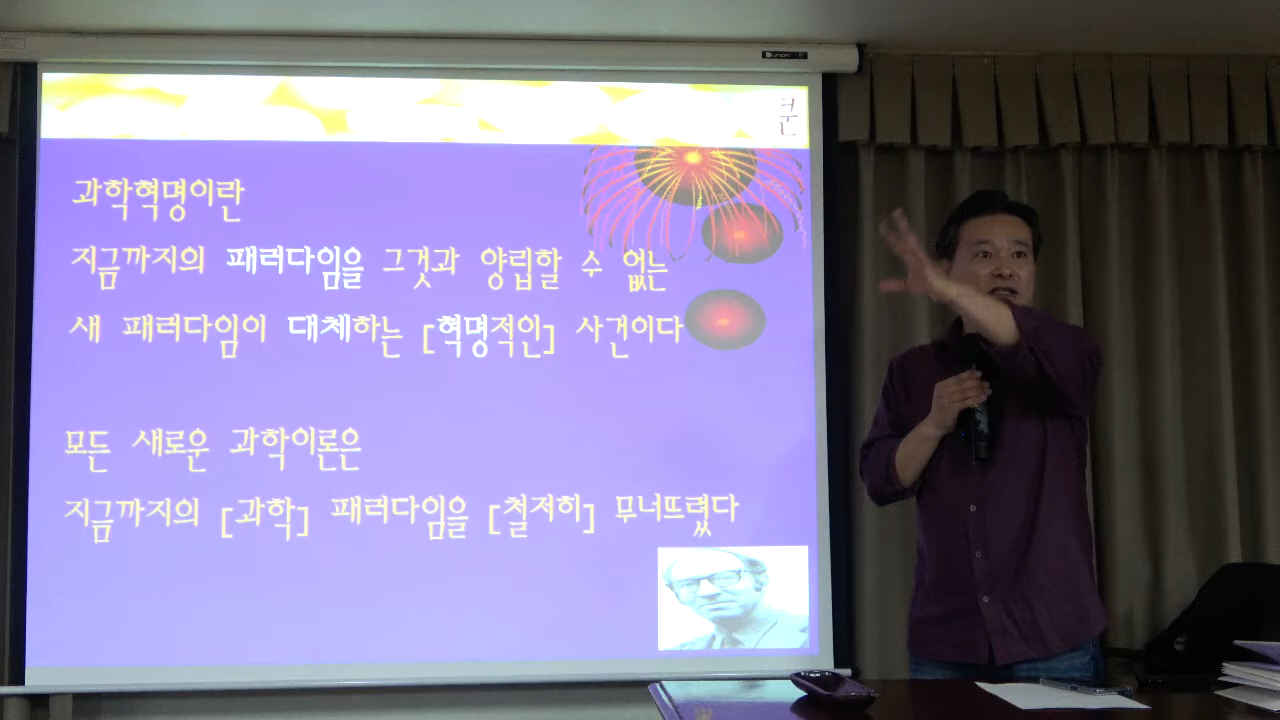 쿤
과학혁명이란
지금까지의 패러다임을 그것과 양립할 수 없는
새 패러다임이 대체하는 [혁명적인] 사건이다
모든 새로운 과학이론은
지금까지의 [과학] 패러다임을 [철저히] 무너뜨렸다